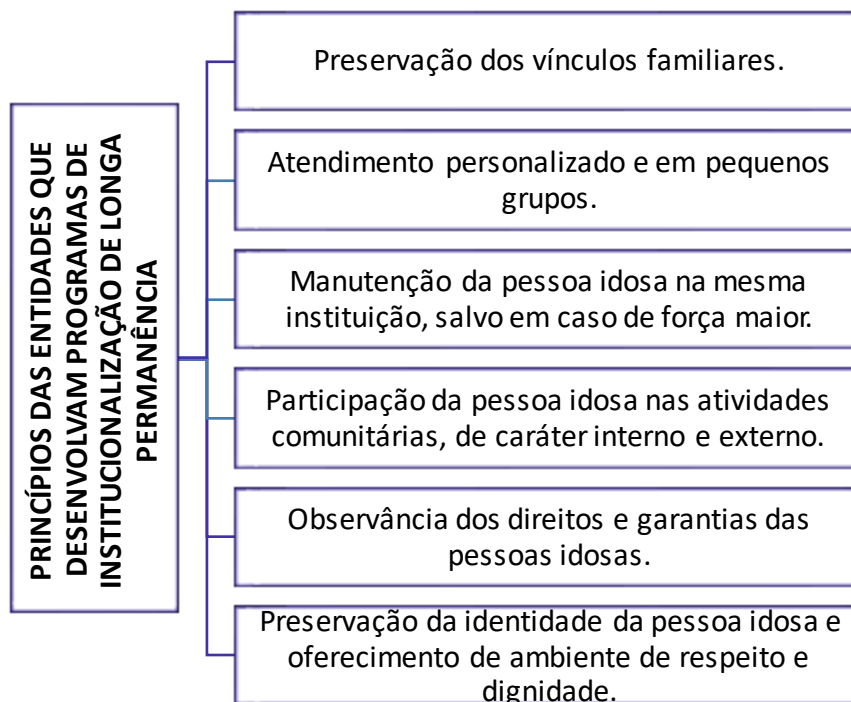 PRINCÍPIOS DAS ENTIDADES QUE
DESENVOLVAM PROGRAMAS DE
INSTITUCIONALIZAÇÃO DE LONGA
PERMANÊNCIA
Preservação dos vínculos familiares.
Atendimento personalizado e em pequenos
grupos.
Manutenção da pessoa idosa na mesma
instituição, salvo em caso de força maior.
Participação da pessoa idosa nas atividades
comunitárias, de caráter interno e externo.
Observância dos direitos e garantias das
pessoas idosas.
Preservação da identidade da pessoa idosa e
oferecimento de ambiente de respeito e
dignidade.